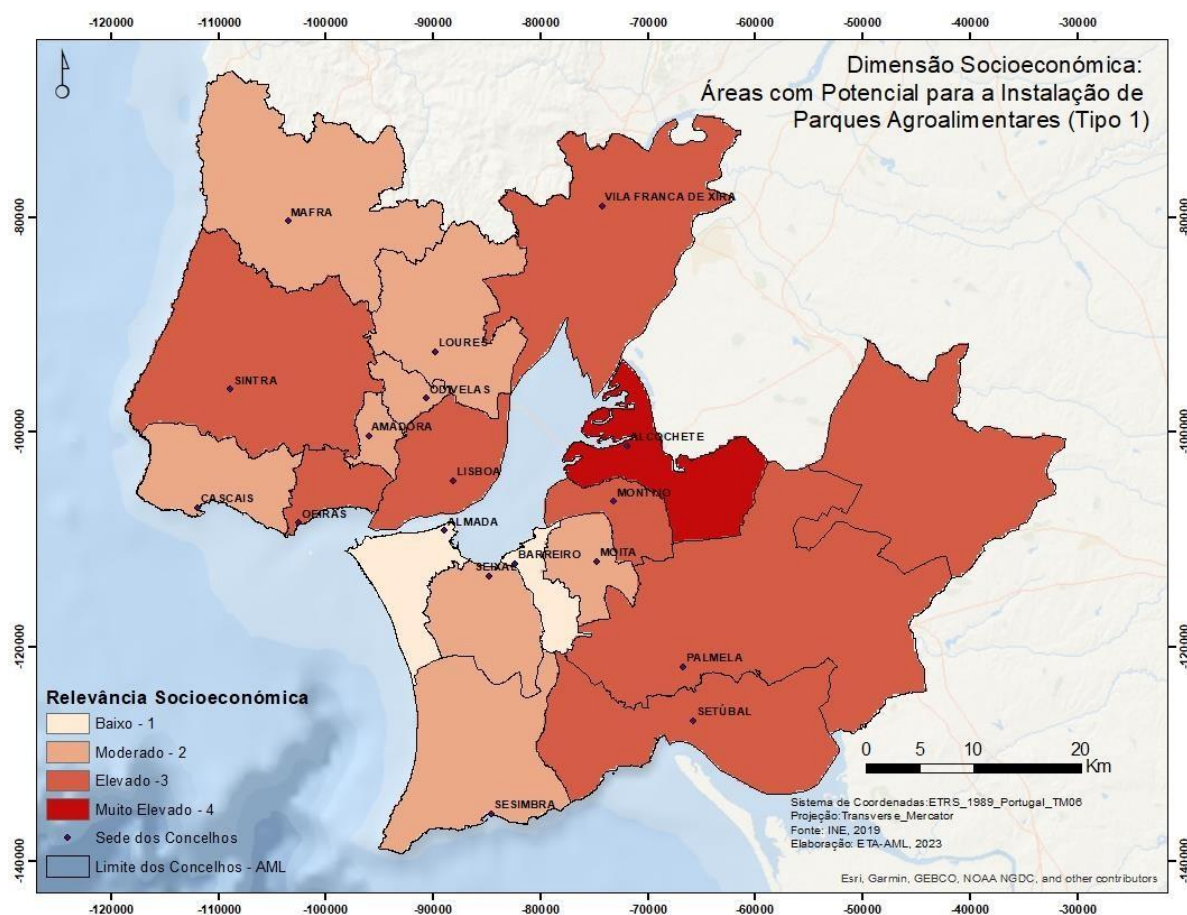 -120000 -110000 -100000 -90000 -80000 -70000 -60000 -50000 -40000 -30000
Dimensão Socioeconómica:
Áreas com Potencial para a Instalação de
Parques Agroalimentares (Tipo 1)
-80000 -80000
-100000 -100000
-120000 -120000
-140000 -140000
VILA FRANCA DE XIRA
MAFRA
LOURES
SINTRA
ODIVELAS
AMADORA
ALCOCHETE
LISBOA
CASCAIS
OEIRAS
MONTIJO
ALMADA
BARREIRO
MOITA
SEIXAL
PALMELA
SETÚBAL
SESIMBRA
Relevância Socioeconómica
Baixo - 1
Moderado - 2
Elevado -3
Muito Elevado - 4
Sede dos Concelhos
Limite dos Concelhos - AML
0 5 10 20
Km
Sistema de Coordenadas:ETRS_1989_Portugal_TM06
Projeção:Transverse_Mercator
Fonte: INE, 2019
Elaboração: ETA-AML, 2023
Esri, Garmin, GEBCO, NOAA NGDC, and other contributors
-120000 -110000 -100000 -90000 -80000 -70000 -60000 -50000 -40000 -30000